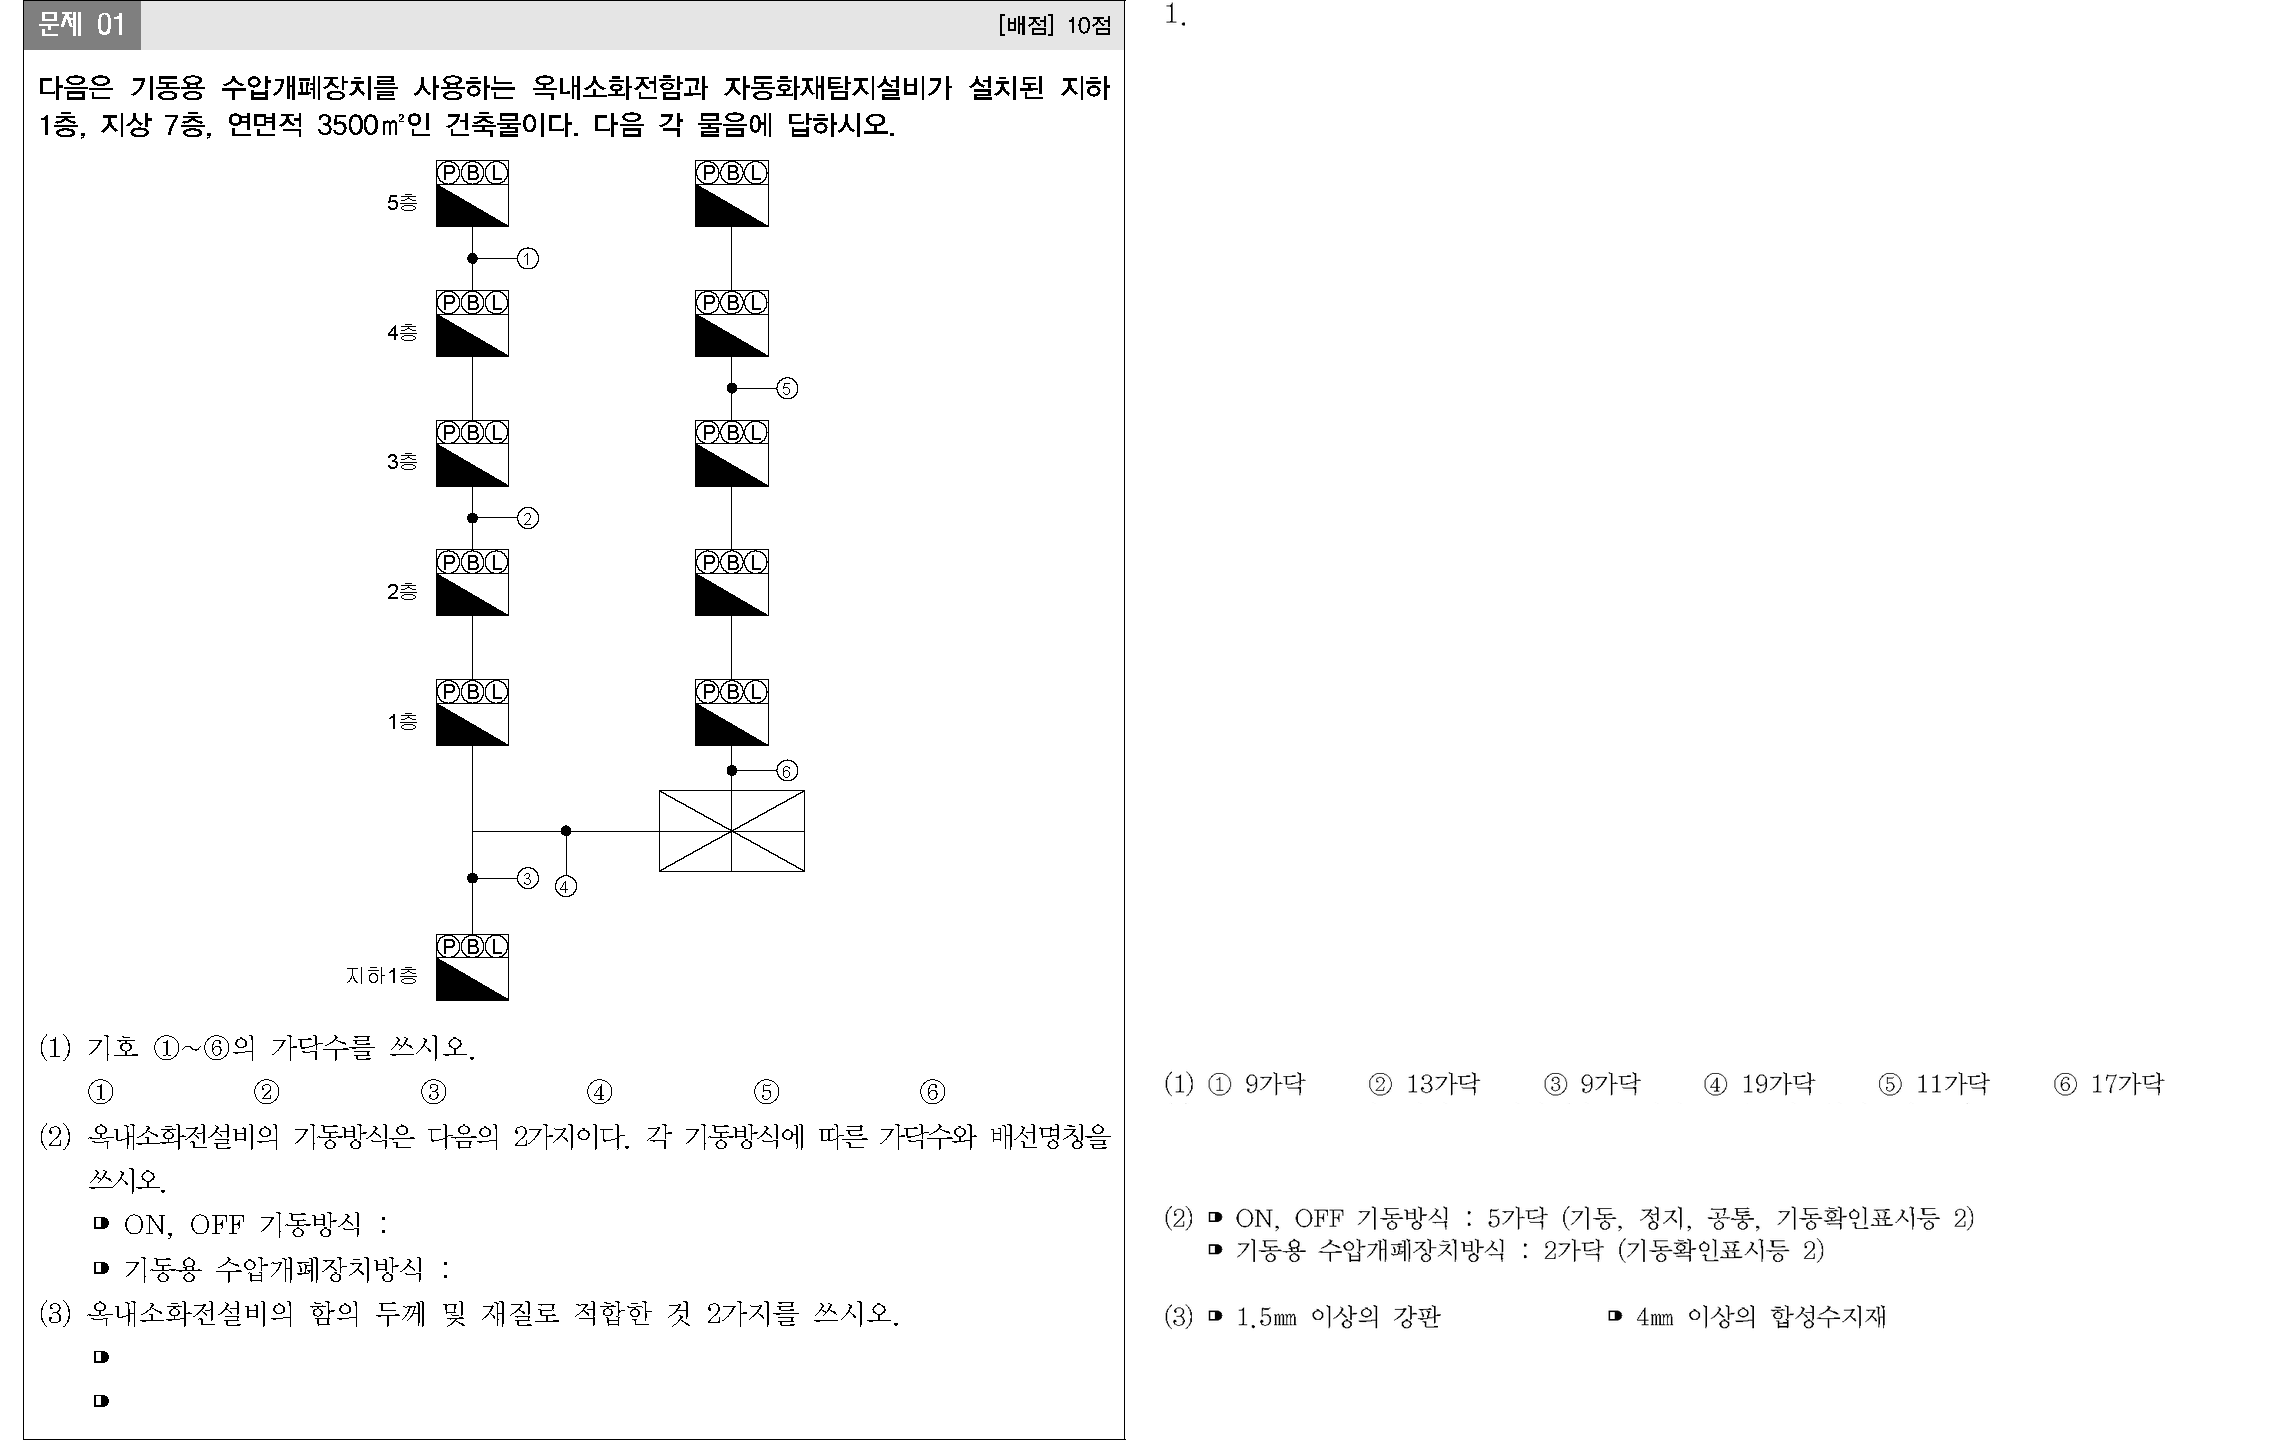 문제 01 [배점] 10점
다음은 기동용 수압개폐장치를 사용하는 옥내소화전함과 자동화재탐지설비가 설치된 지하
1층, 지상 7층, 연면적 3500㎡인 건축물이다. 다음 각 물음에 답하시오.
Ⓟ Ⓑ Ⓛ Ⓟ Ⓑ Ⓛ
5층
①
Ⓟ Ⓑ Ⓛ Ⓟ Ⓑ Ⓛ
4층
⑤
Ⓟ Ⓑ Ⓛ Ⓟ Ⓑ Ⓛ
3층
②
Ⓟ Ⓑ Ⓛ Ⓟ Ⓑ Ⓛ
2층
Ⓟ Ⓑ Ⓛ Ⓟ Ⓑ Ⓛ
1층
⑥
③ ④
Ⓟ Ⓑ Ⓛ
지하1층
(1) 기호 ①~⑥의 가닥수를 쓰시오.
① ② ③ ④ ⑤ ⑥
(2) 옥내소화전설비의 기동방식은 다음의 2가지이다. 각 기동방식에 따른 가닥수와 배선명칭을
쓰시오.
ON, OFF 기동방식 :
기동용 수압개폐장치방식 :
(3) 옥내소화전설비의 함의 두께 및 재질로 적합한 것 2가지를 쓰시오.
1.
(1) ① 9가닥 ② 13가닥 ③ 9가닥 ④ 19가닥 ⑤ 11가닥 ⑥ 17가닥
(2) ON, OFF 기동방식 : 5가닥 (기동, 정지, 공통, 기동확인표시등 2)
기동용 수압개폐장치방식 : 2가닥 (기동확인표시등 2)
(3) 1.5㎜ 이상의 강판 4㎜ 이상의 합성수지재